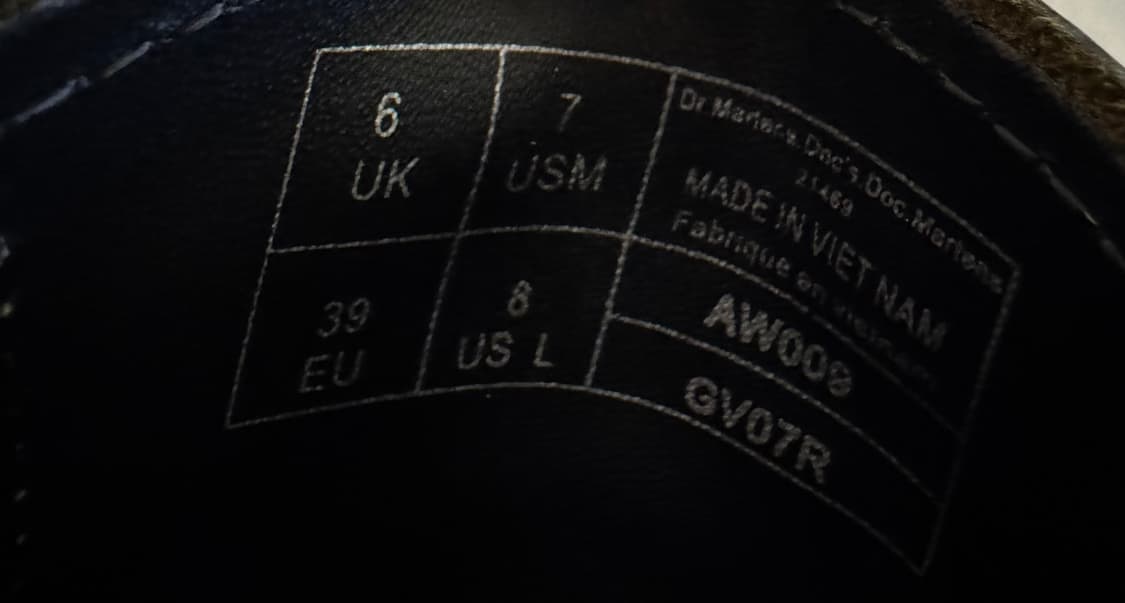 6
UK
7
USM
39
EU
8
US L
Dr.Martens.Doc's.Doc.Martens
21469
MADE IN VIET NAM
Fabriqué en Vietnam
AW009
GV07R